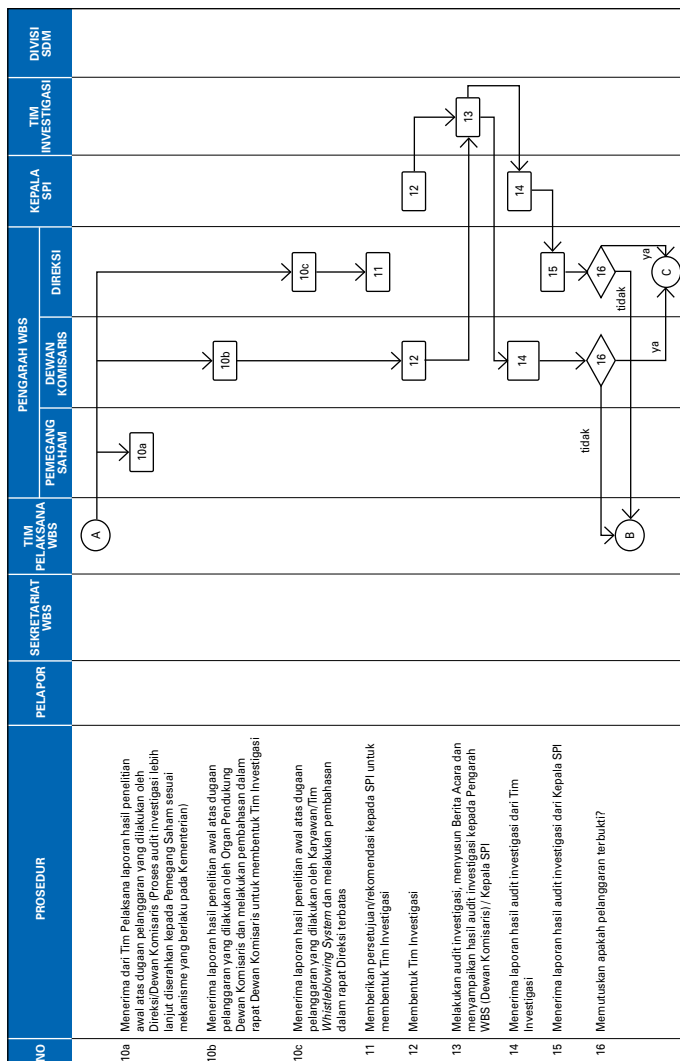 NO
PROSEDUR
PELAPOR
SEKRETARIAT
WBS
TIM
PELAKSANA
WBS
PENGARAH WBS
PEMEGANG
SAHAM
DEWAN
KOMISARIS
DIREKSI
KEPALA
SPI
TIM
INVESTIGASI
DIVISI
SDM
10a
Menerima dari Tim Pelaksana laporan hasil penelitian
awal atas dugaan pelanggaran yang dilakukan oleh
Direksi/Dewan Komisaris (Proses audit investigasi lebih
lanjut diserahkan kepada Pemegang Saham sesuai
mekanisme yang berlaku pada Kementerian)
A
10a
10b
Menerima laporan hasil penelitian awal atas dugaan
pelanggaran yang dilakukan oleh Organ Pendukung
Dewan Komisaris dan melakukan pembahasan dalam
rapat Dewan Komisaris untuk membentuk Tim Investigasi
10b
10c
Menerima laporan hasil penelitian awal atas dugaan
pelanggaran yang dilakukan oleh Karyawan/Tim
Whistleblowing System dan melakukan pembahasan
dalam rapat Direksi terbatas
10c
11
Memberikan persetujuan/rekomendasi kepada SPI untuk
membentuk Tim Investigasi
11
12
Membentuk Tim Investigasi
12
12
13
Melakukan audit investigasi, menyusun Berita Acara dan
menyampaikan hasil audit investigasi kepada Pengarah
WBS (Dewan Komisaris) / Kepala SPI
13
14
Menerima laporan hasil audit investigasi dari Tim
Investigasi
14
14
15
Menerima laporan hasil audit investigasi dari Kepala SPI
15
16
Memutuskan apakah pelanggaran terbukti?
16
16
tidak
tidak
ya
ya
B
C